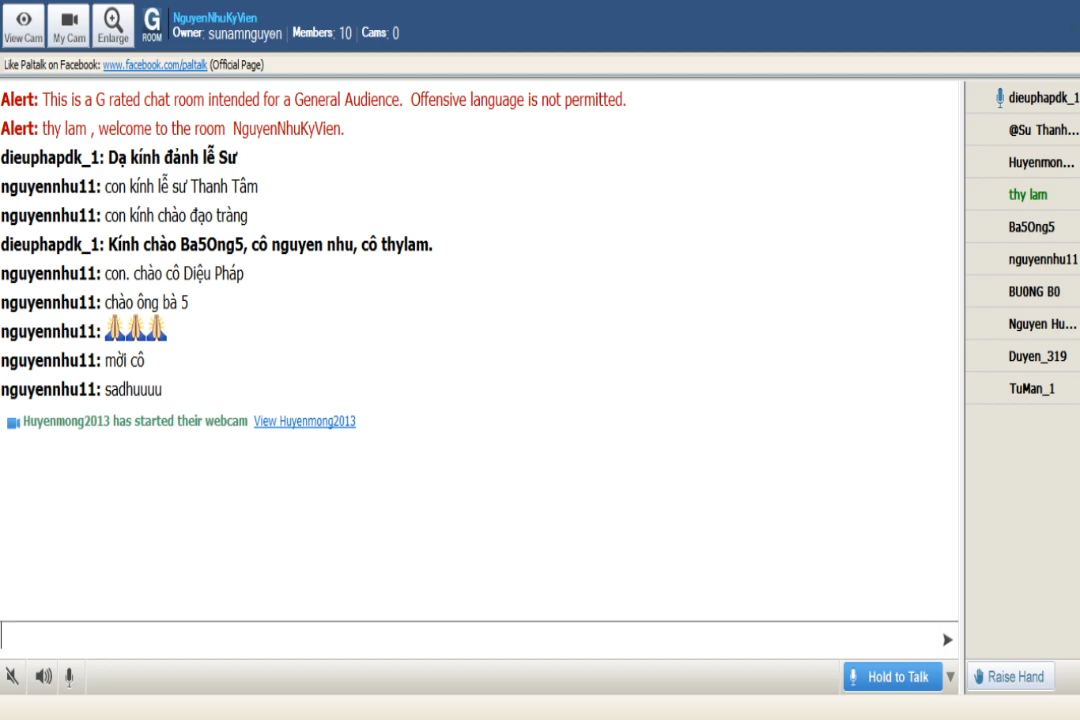 View Cam
My Cam
Enlarge
G
ROOM
NguyenNhuKyVien
Owner: sunamnguyen | Members: 10 | Cams: 0
Like Paltalk on Facebook: www.facebook.com/paltalk (Official Page)
Alert: This is a G rated chat room intended for a General Audience. Offensive language is not permitted.
Alert: thy lam , welcome to the room NguyenNhuKyVien.
dieuphapdk_1: Dạ kính đảnh lễ Sư
nguyennhu11: con kính lễ sư Thanh Tâm
nguyennhu11: con kính chào đạo tràng
dieuphapdk_1: Kính chào Ba5Ong5, cô nguyen nhu, cô thylam.
nguyennhu11: con. chào cô Diệu Pháp
nguyennhu11: chào ông bà 5
nguyennhu11: 🙏🙏🙏
nguyennhu11: mời cô
nguyennhu11: sadhuuuu
Huyenmong2013 has started their webcam View Huyenmong2013
dieuphapdk_1
@Su Thanh...
Huyenmon...
thy lam
Ba5Ong5
nguyennhu11
BU0NG B0
Nguyen Hu...
Duyen_319
TuMan_1
Hold to Talk
Raise Hand